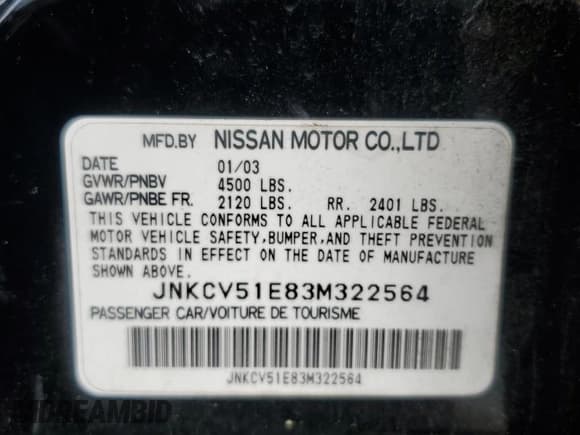 MFD.BY NISSAN MOTOR CO.,LTD
DATE 01/03
GVWR/PNBV 4500 LBS.
GAWR/PNBE FR. 2120 LBS. RR. 2401 LBS.
THIS VEHICLE CONFORMS TO ALL APPLICABLE FEDERAL
MOTOR VEHICLE SAFETY,BUMPER,AND THEFT PREVENTION
STANDARDS IN EFFECT ON THE DATE OF MANUFACTURE
SHOWN ABOVE.
JNKCV51E83M322564
PASSENGER CAR/VOITURE DE TOURISME
JNKCV51E83M322564
IDREAMBID